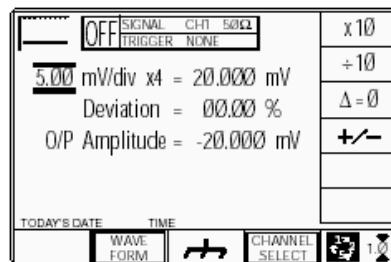 OFF SIGNAL CH1 50Ω
TRIGGER NONE
5.00 mV/div x4 = 20.000 mV
Deviation = 00.00 %
O/P Amplitude = -20.000 mV
x10
÷10
Δ=0
+/−
TODAY'S DATE TIME
WAVE FORM
CHANNEL SELECT
1.0